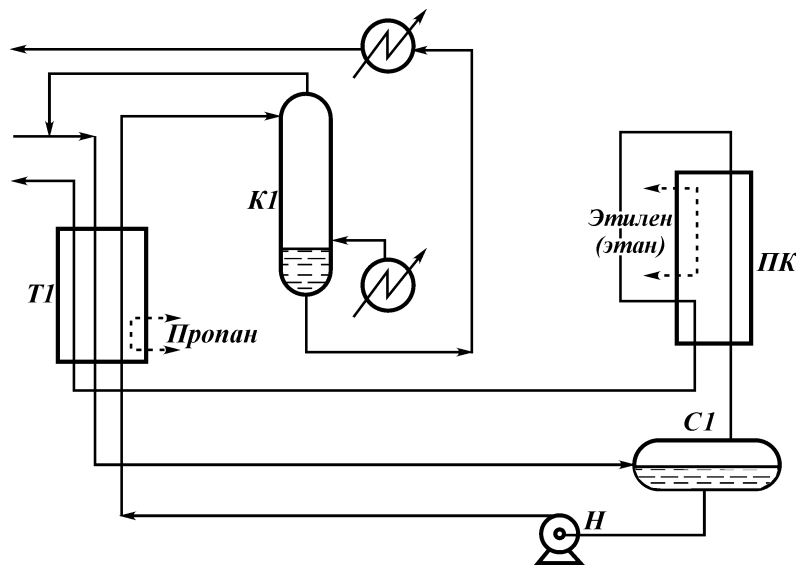 К1
Этилен
(этан)
ПК
Т1
Пропан
С1
Н